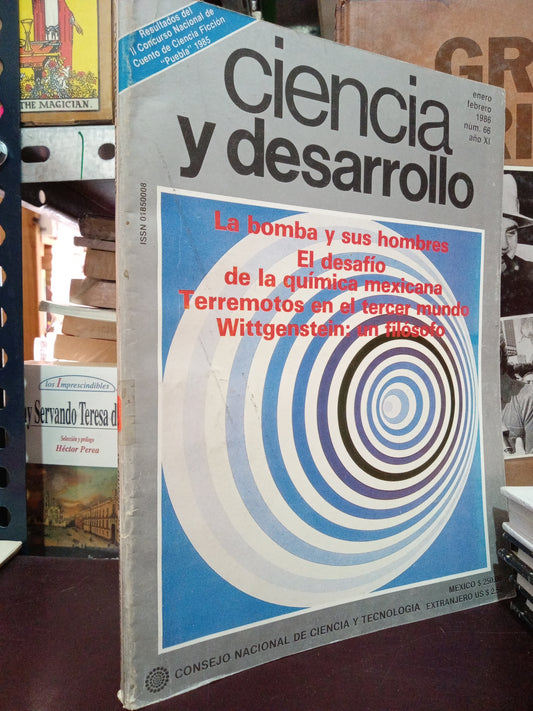 THE MAGICIAN.
Resultados del
II Concurso Nacional de
Cuento de Ciencia Ficción
"Puebla" 1985
ciencia
y desarrollo
enero
febrero
1986
num. 66
año XI
ISSN 01850008
La bomba y sus hombres
El desafío
de la química mexicana
Terremotos en el tercer mundo
Wittgenstein: un filósofo
MEXICO $ 250.
EXTRANJERO US $ 2.
CONSEJO NACIONAL DE CIENCIA Y TECNOLOGIA
los Imprescindibles
y Servando Teresa d
Selección y prólogo
Héctor Perea
GR
RI